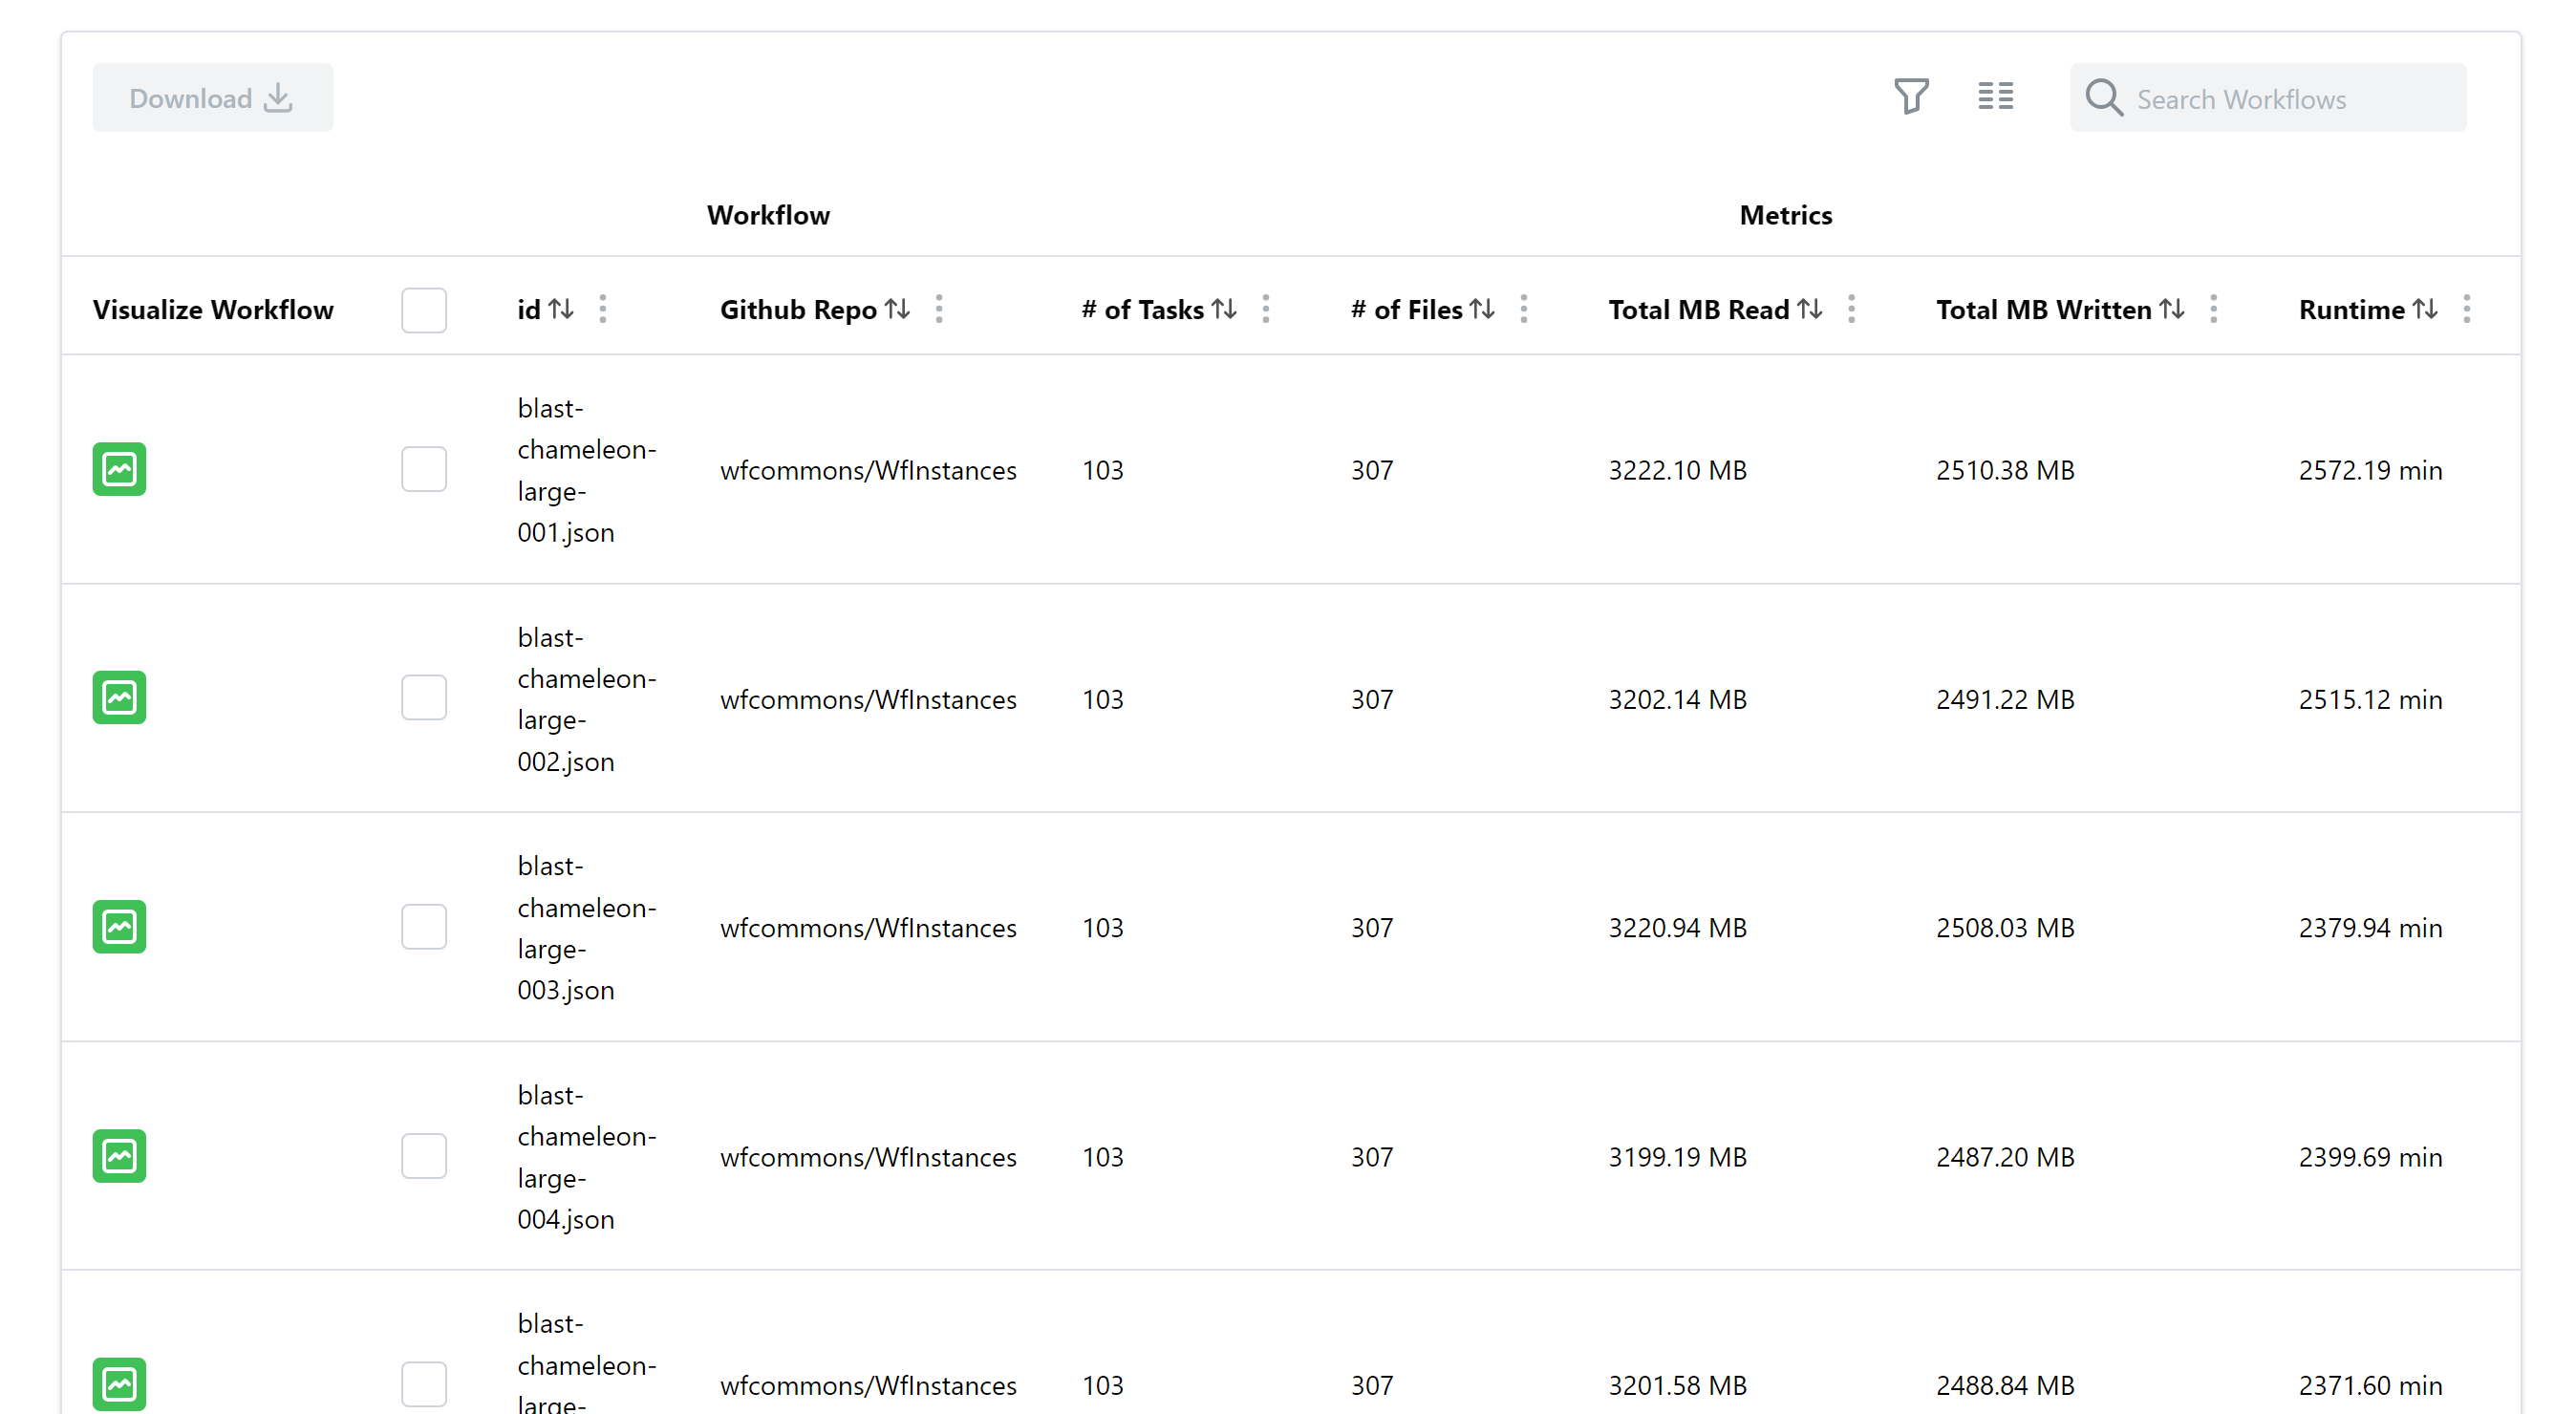 Download
Search Workflows
Workflow Metrics
Visualize Workflow id Github Repo # of Tasks # of Files Total MB Read Total MB Written Runtime
blast-
chameleon-
large-
001.json
wfcommons/WfInstances 103 307 3222.10 MB 2510.38 MB 2572.19 min
blast-
chameleon-
large-
002.json
wfcommons/WfInstances 103 307 3202.14 MB 2491.22 MB 2515.12 min
blast-
chameleon-
large-
003.json
wfcommons/WfInstances 103 307 3220.94 MB 2508.03 MB 2379.94 min
blast-
chameleon-
large-
004.json
wfcommons/WfInstances 103 307 3199.19 MB 2487.20 MB 2399.69 min
blast-
chameleon-
large-
wfcommons/WfInstances 103 307 3201.58 MB 2488.84 MB 2371.60 min